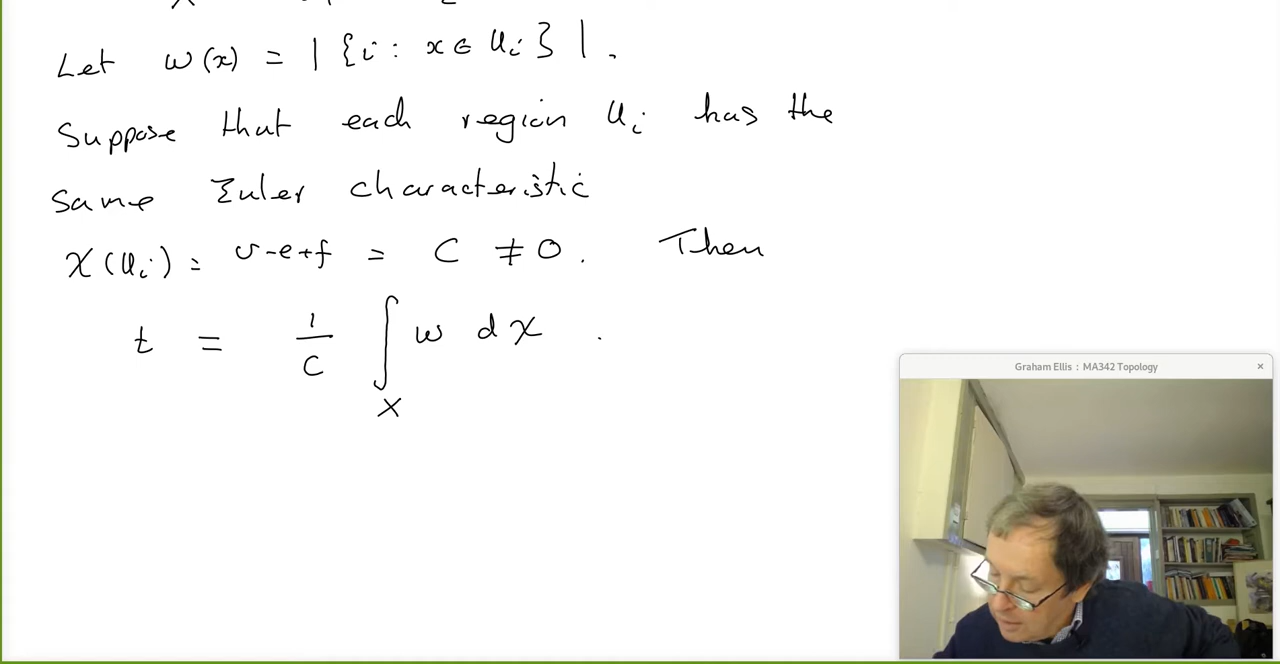 Let w(x) = | { i : x ∈ Uᵢ } | .
Suppose that each region Uᵢ has the
same Euler characteristic
χ(Uᵢ) = v-e+f = C ≠ 0. Then
t = 1/C ∫_X w dχ .
Graham Ellis : MA342 Topology ×